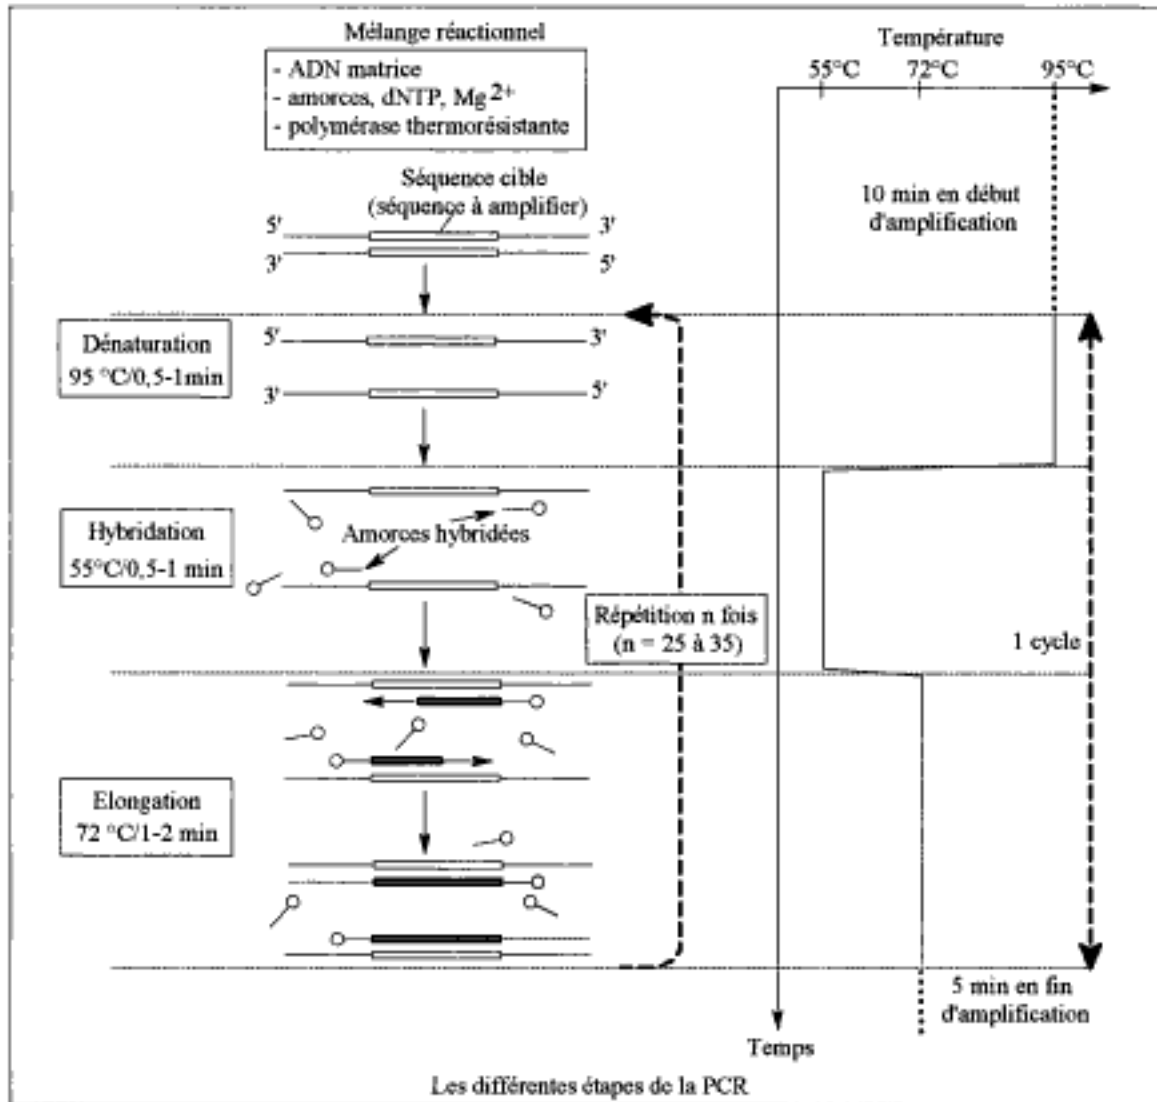 Mélange réactionnel
- ADN matrice
- amorces, dNTP, Mg2+
- polymérase thermorésistante
Température
55°C 72°C 95°C
Séquence cible
(séquence à amplifier)
5' 3'
3' 5'
10 min en début
d'amplification
Dénaturation
95 °C/0,5-1min
5' 3'
3' 5'
Hybridation
55°C/0,5-1 min
Amorces hybridées
Répétition n fois
(n = 25 à 35)
1 cycle
Elongation
72 °C/1-2 min
5 min en fin
d'amplification
Temps
Les différentes étapes de la PCR